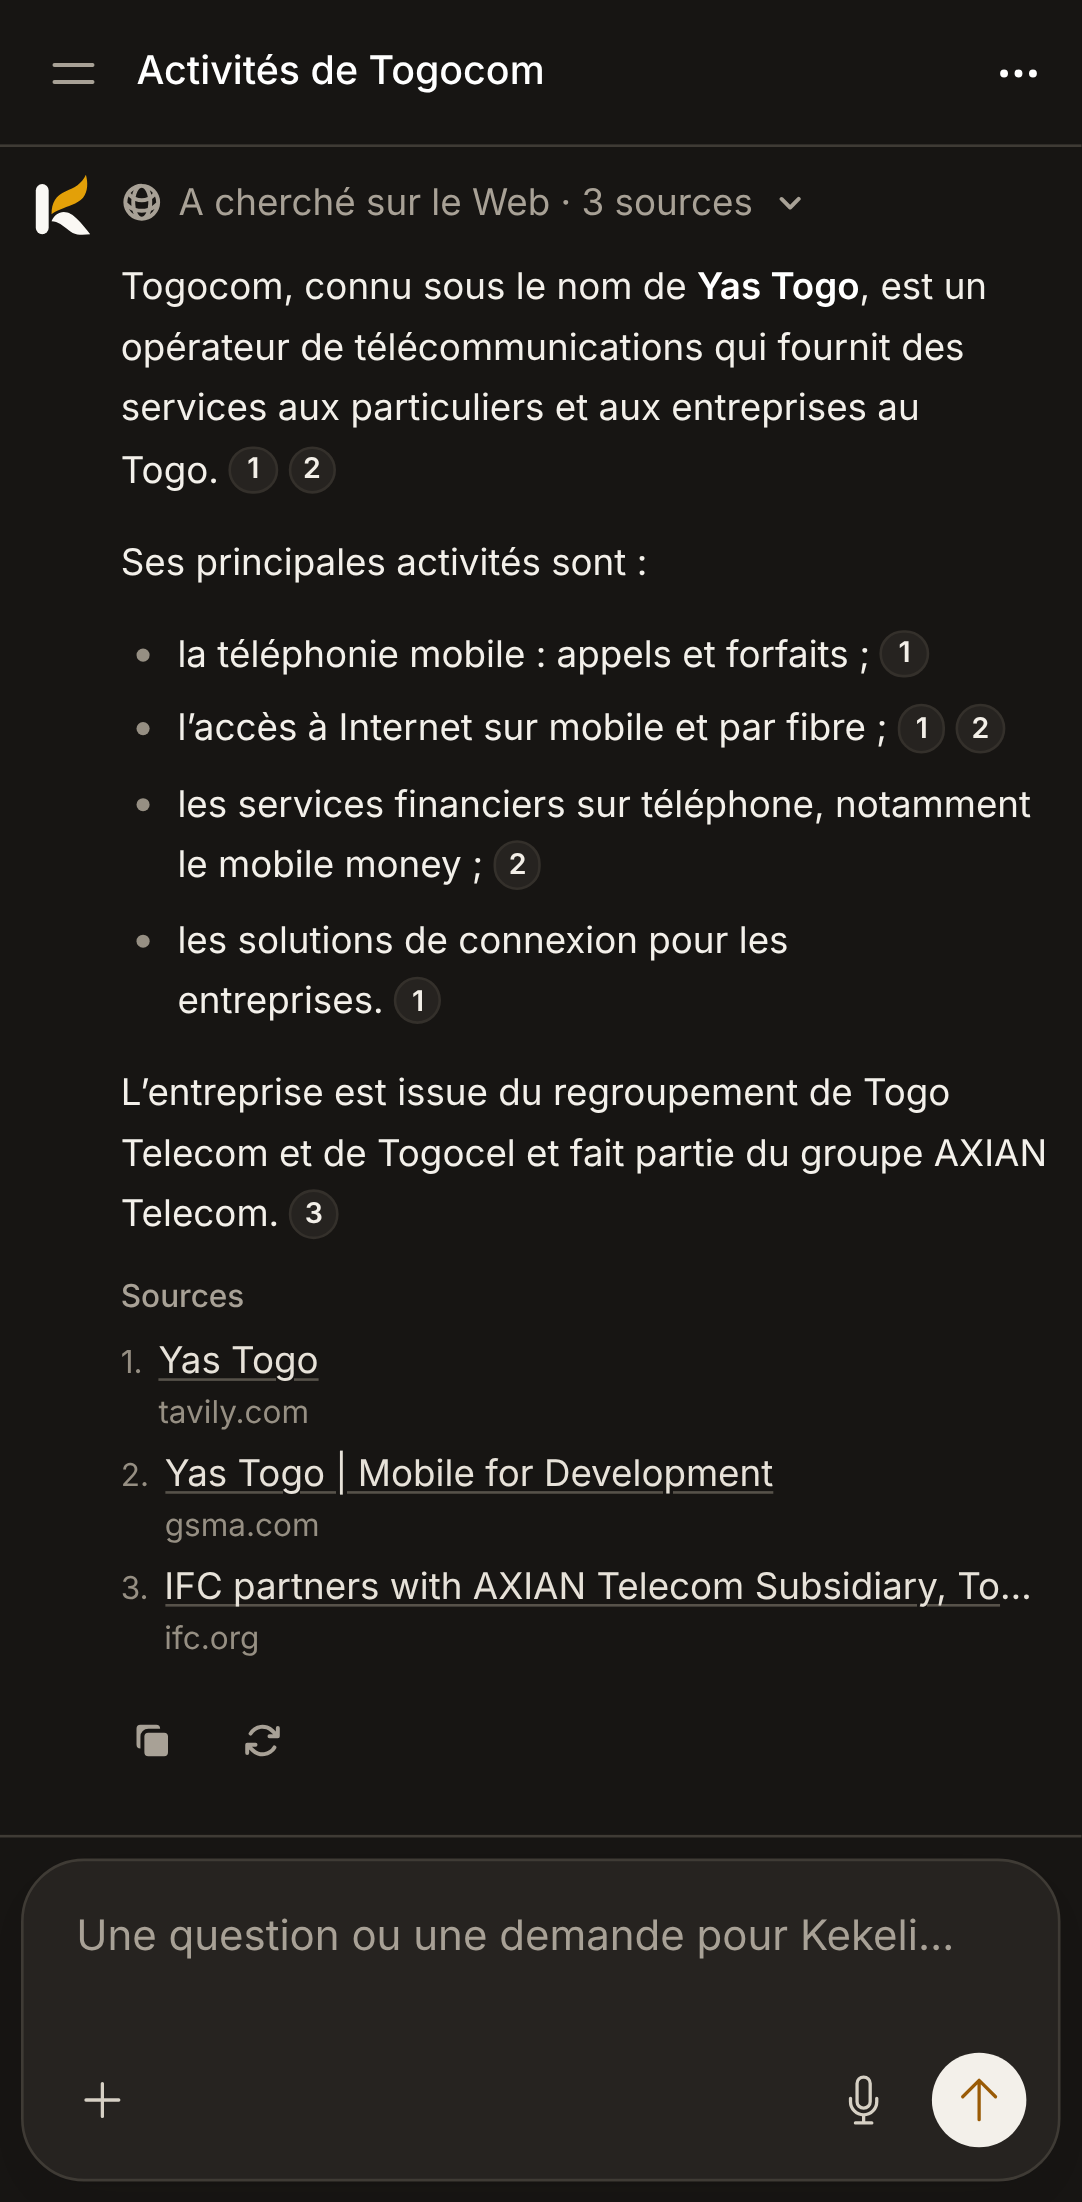 Activités de Togocom
A cherché sur le Web · 3 sources
Togocom, connu sous le nom de Yas Togo, est un
opérateur de télécommunications qui fournit des
services aux particuliers et aux entreprises au
Togo. 1 2
Ses principales activités sont :
• la téléphonie mobile : appels et forfaits ; 1
• l’accès à Internet sur mobile et par fibre ; 1 2
• les services financiers sur téléphone, notamment
le mobile money ; 2
• les solutions de connexion pour les
entreprises. 1
L’entreprise est issue du regroupement de Togo
Telecom et de Togocel et fait partie du groupe AXIAN
Telecom. 3
Sources
1. Yas Togo
tavily.com
2. Yas Togo | Mobile for Development
gsma.com
3. IFC partners with AXIAN Telecom Subsidiary, To...
ifc.org
Une question ou une demande pour Kekeli...